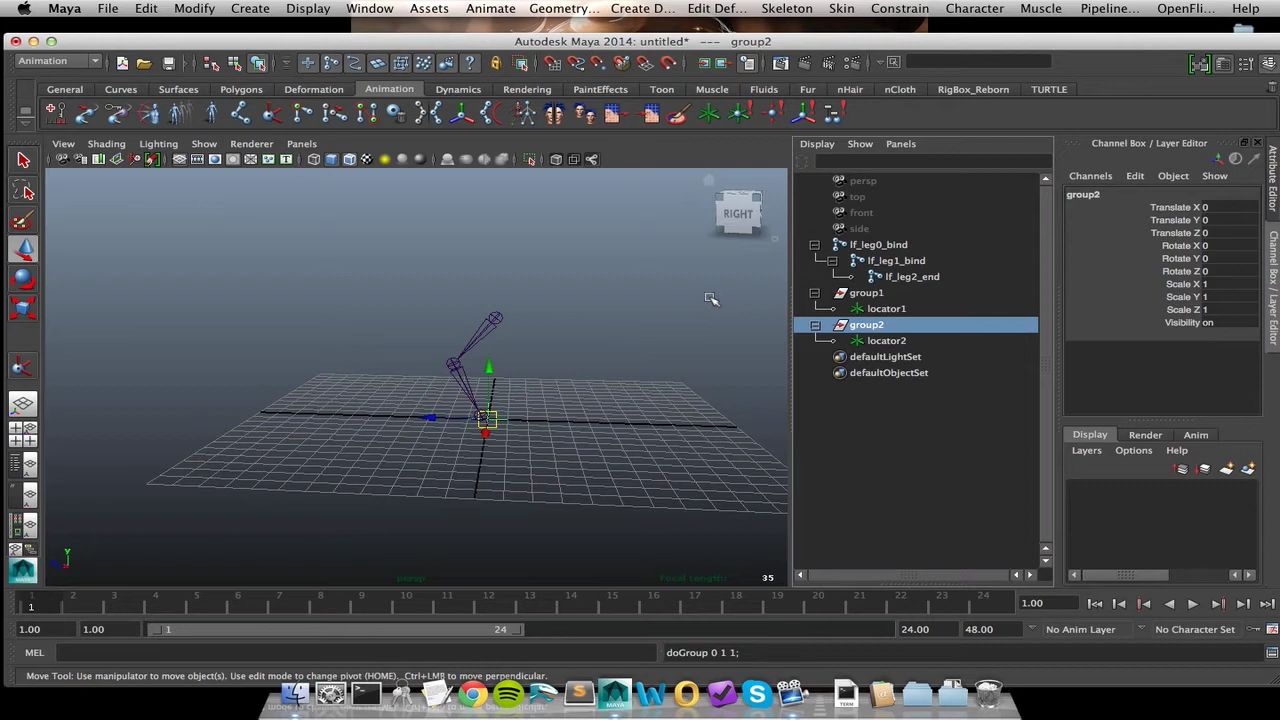 Maya File Edit Modify Create Display Window Assets Animate Geometry... Create D... Edit Def... Skeleton Skin Constrain Character Muscle Pipeline... OpenFli...
Autodesk Maya 2014: untitled* --- group2
Animation
General Curves Surfaces Polygons Deformation Animation Dynamics Rendering PaintEffects Toon Muscle Fluids Fur nHair nCloth RigBox_Reborn TURTLE
View Shading Lighting Show Renderer Panels
Display Show Panels
Channel Box / Layer Editor
Channels Edit Object Show
persp
top
front
side
lf_leg0_bind
lf_leg1_bind
lf_leg2_end
group1
locator1
group2
locator2
defaultLightSet
defaultObjectSet
group2
Translate X 0
Translate Y 0
Translate Z 0
Rotate X 0
Rotate Y 0
Rotate Z 0
Scale X 1
Scale Y 1
Scale Z 1
Visibility on
Attribute Editor
Channel Box / Layer Editor
RIGHT
Display Render Anim
Layers Options Help
Y
persp
Focal Length: 35
1 2 3 4 5 6 7 8 9 10 11 12 13 14 15 16 17 18 19 20 21 22 23 24
1
1.00
1.00 1.00 1 24 24.00 48.00 No Anim Layer No Character Set
MEL doGroup 0 1 1;
Move Tool: Use manipulator to move object(s). Use edit mode to change pivot (HOME). Ctrl+LMB to move perpendicular.
MAYA
TERM